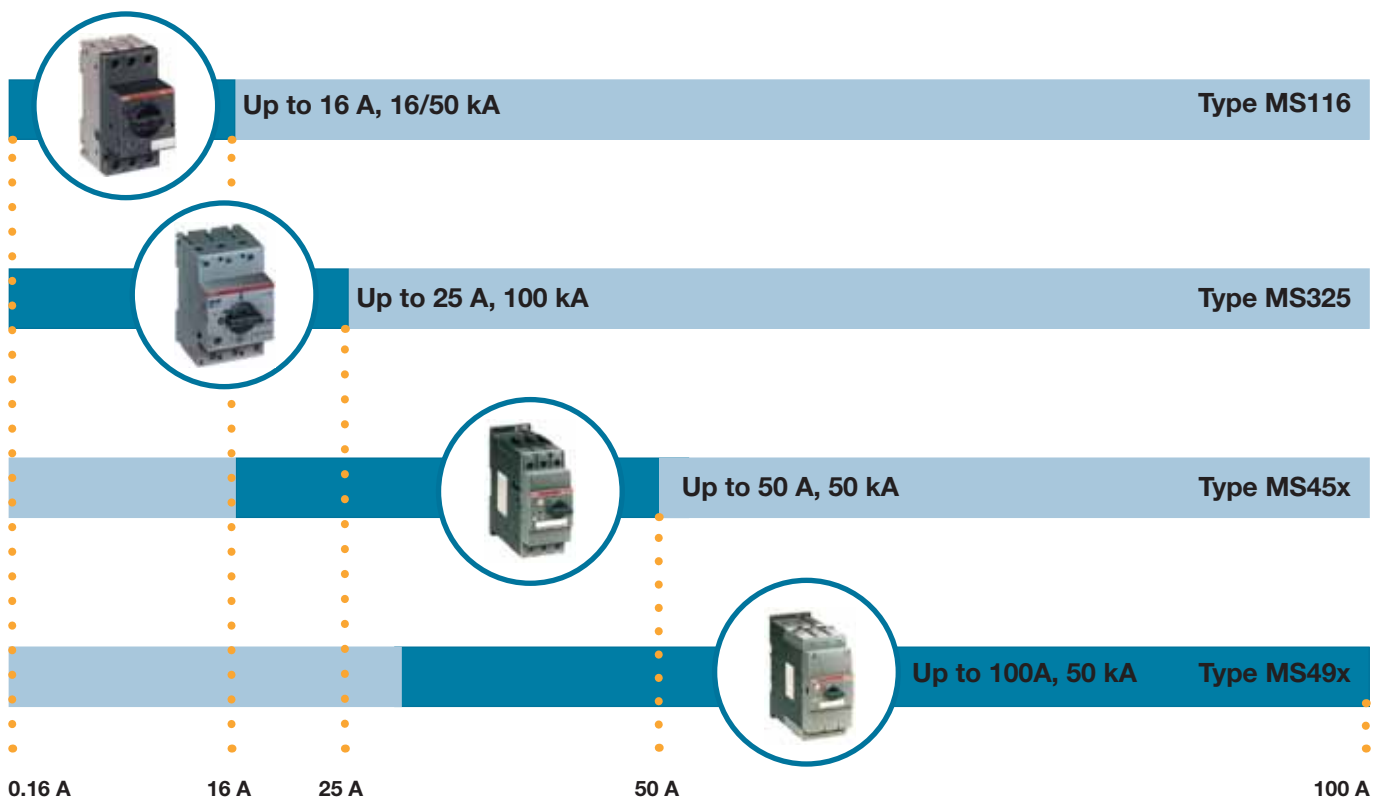 Up to 16 A, 16/50 kA
Type MS116
Up to 25 A, 100 kA
Type MS325
Up to 50 A, 50 kA
Type MS45x
Up to 100A, 50 kA
Type MS49x
0.16 A
16 A
25 A
50 A
100 A